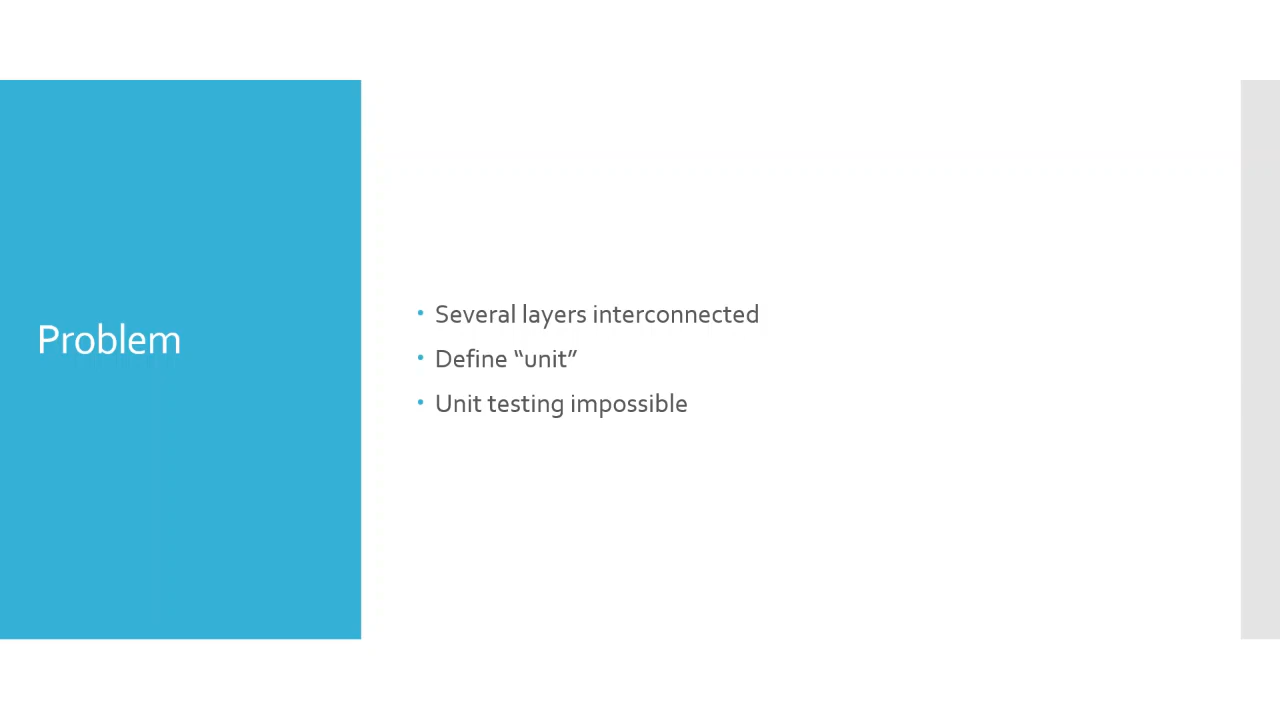 Problem
Several layers interconnected
Define “unit”
Unit testing impossible